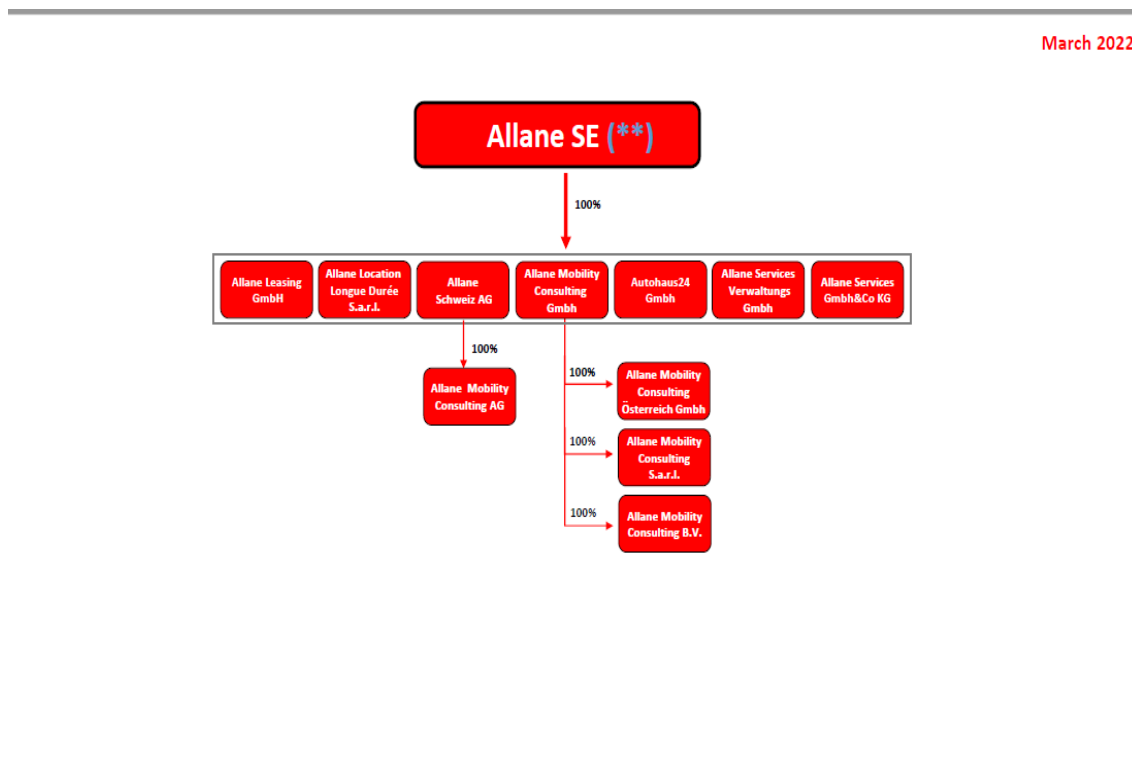 March 2022
Allane SE (**)
100%
Allane Leasing
GmbH
Allane Location
Longue Durée
S.a.r.l.
Allane
Schweiz AG
Allane Mobility
Consulting
Gmbh
Autohaus24
Gmbh
Allane Services
Verwaltungs
Gmbh
Allane Services
Gmbh&Co KG
100%
Allane Mobility
Consulting AG
100%
Allane Mobility
Consulting
Österreich Gmbh
100%
Allane Mobility
Consulting
S.a.r.l.
100%
Allane Mobility
Consulting B.V.